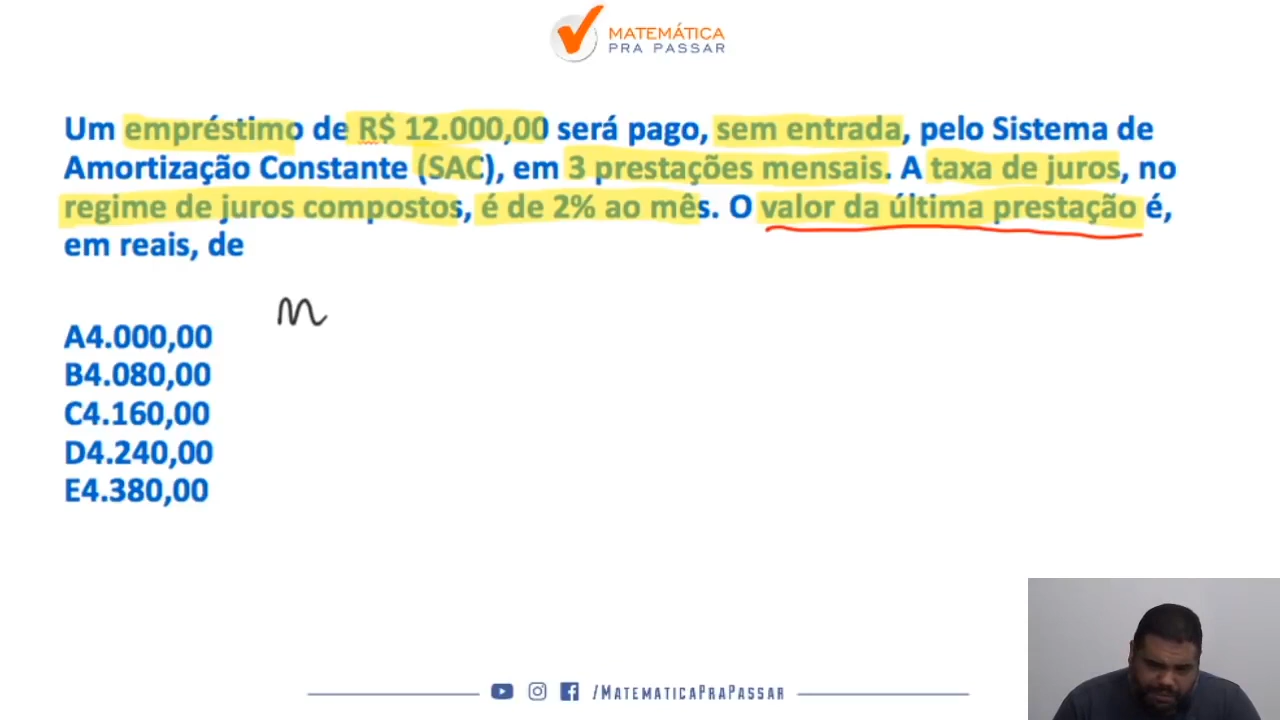 MATEMÁTICA
PRA PASSAR
Um empréstimo de R$ 12.000,00 será pago, sem entrada, pelo Sistema de
Amortização Constante (SAC), em 3 prestações mensais. A taxa de juros, no
regime de juros compostos, é de 2% ao mês. O valor da última prestação é,
em reais, de
m
A4.000,00
B4.080,00
C4.160,00
D4.240,00
E4.380,00
/MATEMATICAPRAPASSAR